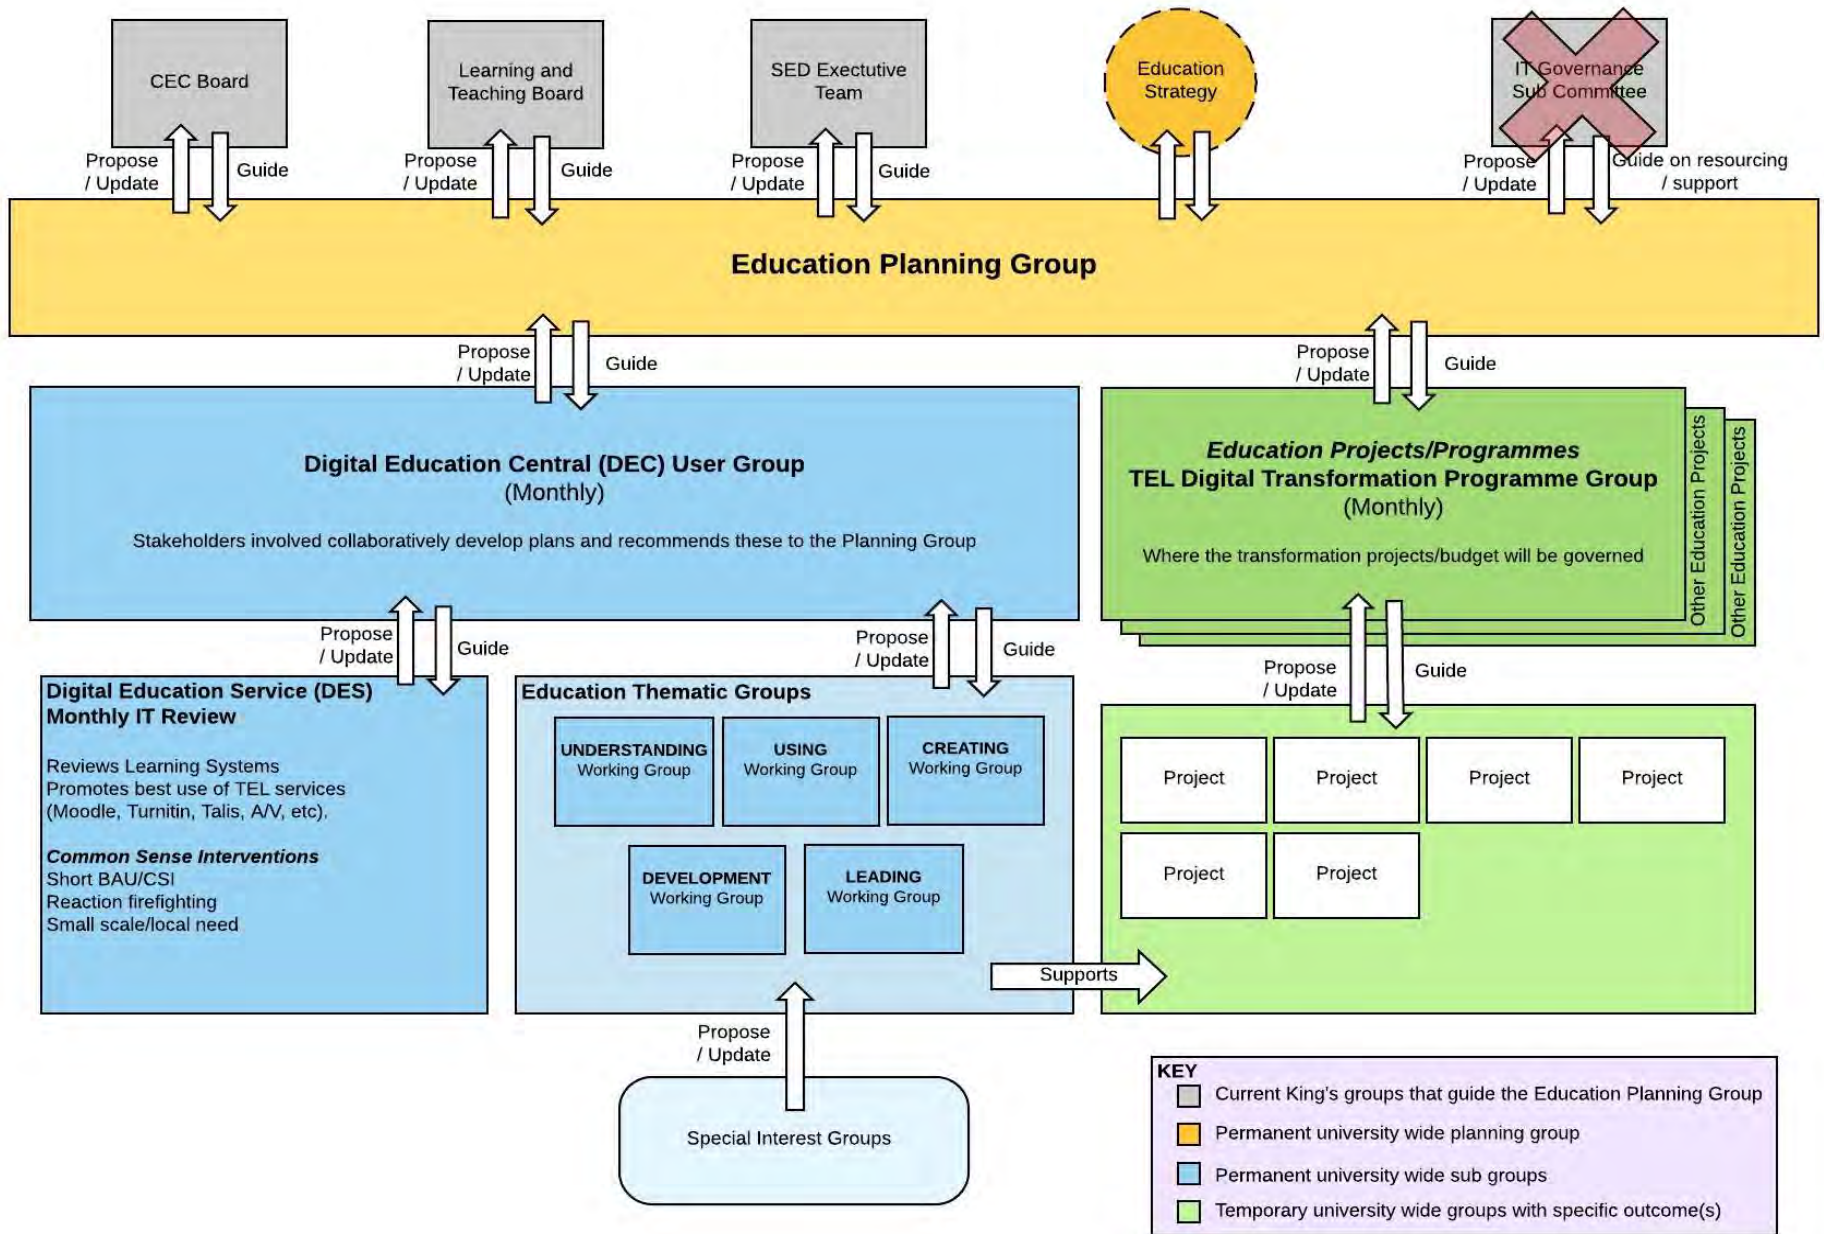 CEC Board
Learning and
Teaching Board
SED Exectutive
Team
Education
Strategy
IT Governance
Sub Committee
Propose
/ Update
Guide
Propose
/ Update
Guide
Propose
/ Update
Guide
Propose
/ Update
Guide on resourcing
/ support
Education Planning Group
Propose
/ Update
Guide
Propose
/ Update
Guide
Digital Education Central (DEC) User Group
(Monthly)
Stakeholders involved collaboratively develop plans and recommends these to the Planning Group
Education Projects/Programmes
TEL Digital Transformation Programme Group
(Monthly)
Where the transformation projects/budget will be governed
Other Education Projects
Other Education Projects
Propose
/ Update
Guide
Propose
/ Update
Guide
Propose
/ Update
Guide
Digital Education Service (DES)
Monthly IT Review
Reviews Learning Systems
Promotes best use of TEL services
(Moodle, Turnitin, Talis, A/V, etc).
Common Sense Interventions
Short BAU/CSI
Reaction firefighting
Small scale/local need
Education Thematic Groups
UNDERSTANDING
Working Group
USING
Working Group
CREATING
Working Group
DEVELOPMENT
Working Group
LEADING
Working Group
Supports
Project
Project
Project
Project
Project
Project
Propose
/ Update
Special Interest Groups
KEY
Current King's groups that guide the Education Planning Group
Permanent university wide planning group
Permanent university wide sub groups
Temporary university wide groups with specific outcome(s)